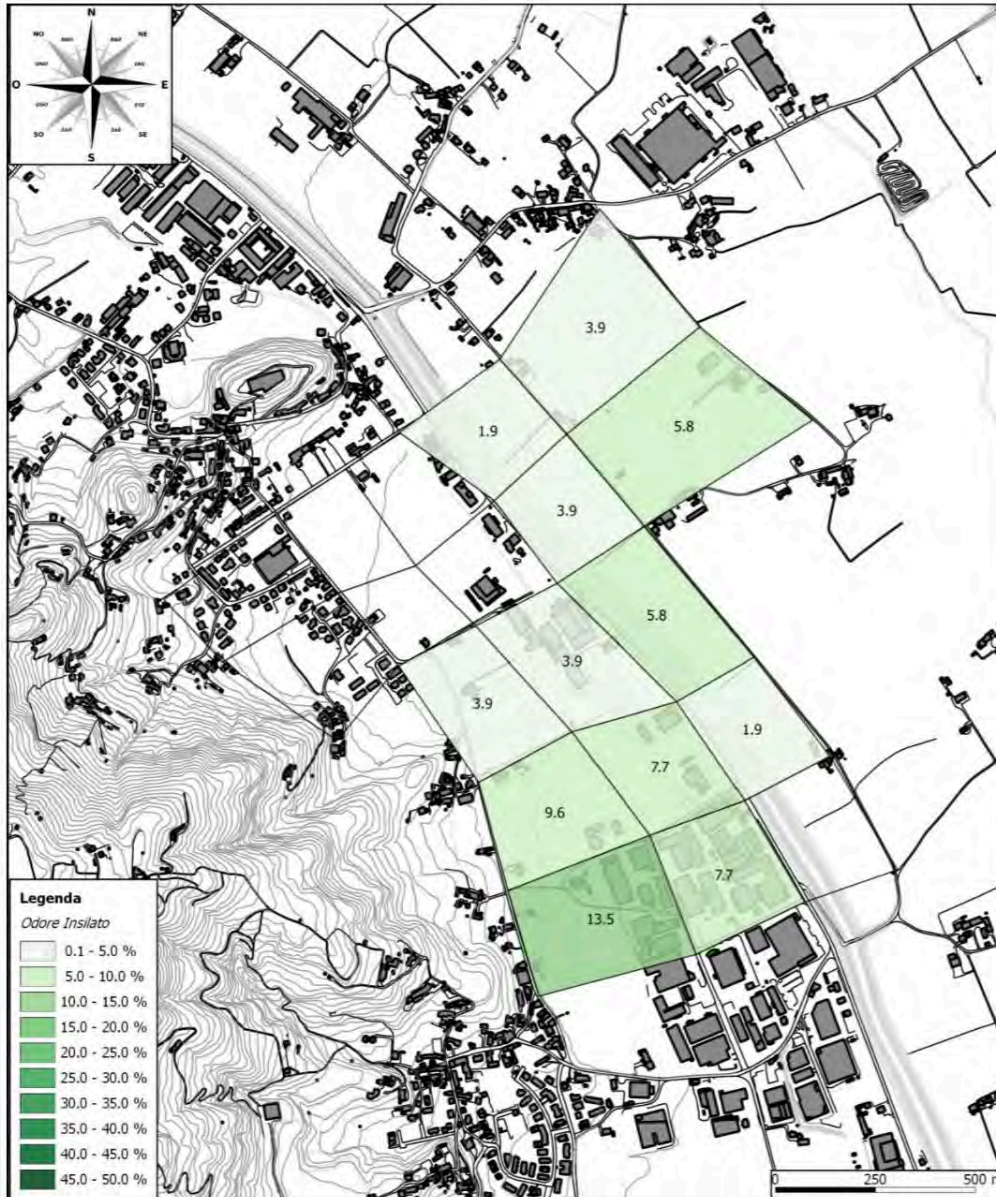 N
NO
NE
O
E
SO
SE
S
3.9
1.9
5.8
3.9
5.8
3.9
3.9
1.9
7.7
9.6
7.7
13.5
Legenda
Odore Insilato
0.1 - 5.0 %
5.0 - 10.0 %
10.0 - 15.0 %
15.0 - 20.0 %
20.0 - 25.0 %
25.0 - 30.0 %
30.0 - 35.0 %
35.0 - 40.0 %
40.0 - 45.0 %
45.0 - 50.0 %
0 250 500 m